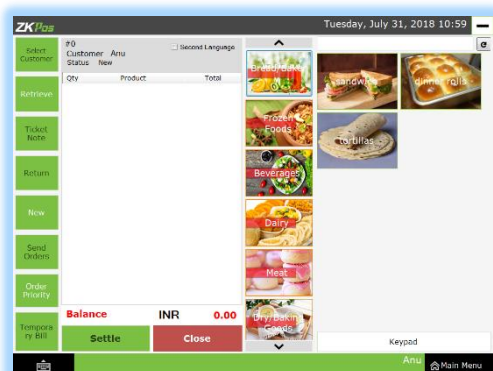 ZKPos
Tuesday, July 31, 2018 10:59
Select
Customer
Retrieve
Ticket
Note
Return
New
Send
Orders
Order
Priority
Tempora
ry Bill
#0
Customer Anu
Status New
Second Language
Qty Product Total
Balance INR 0.00
Settle
Close
Bread/Bakery
Frozen
Foods
Beverages
Dairy
Meat
Dry/Baking
Goods
sandwich
dinner rolls
tortillas
Keypad
Anu
Main Menu